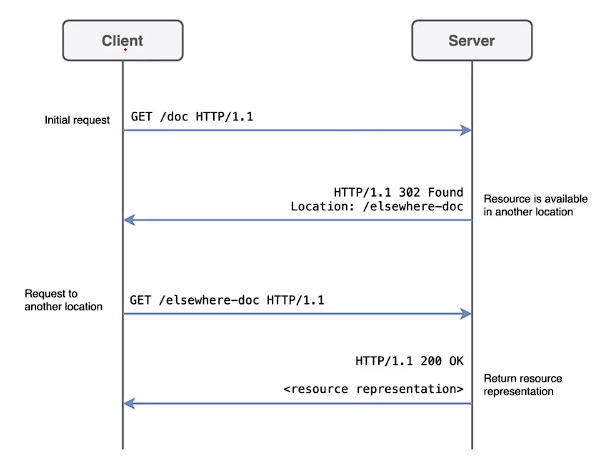 Client
Server
Initial request
GET /doc HTTP/1.1
HTTP/1.1 302 Found
Location: /elsewhere-doc
Resource is available
in another location
Request to
another location
GET /elsewhere-doc HTTP/1.1
HTTP/1.1 200 OK
<resource representation>
Return resource
representation